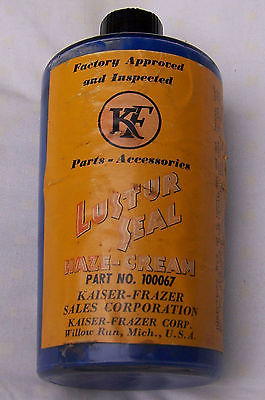 Factory Approved
and Inspected
KF
Parts - Accessories
LUSTUR
SEAL
HAZE-CREAM
PART NO. 100067
KAISER-FRAZER
SALES CORPORATION
KAISER-FRAZER CORP.
Willow Run, Mich., U.S.A.